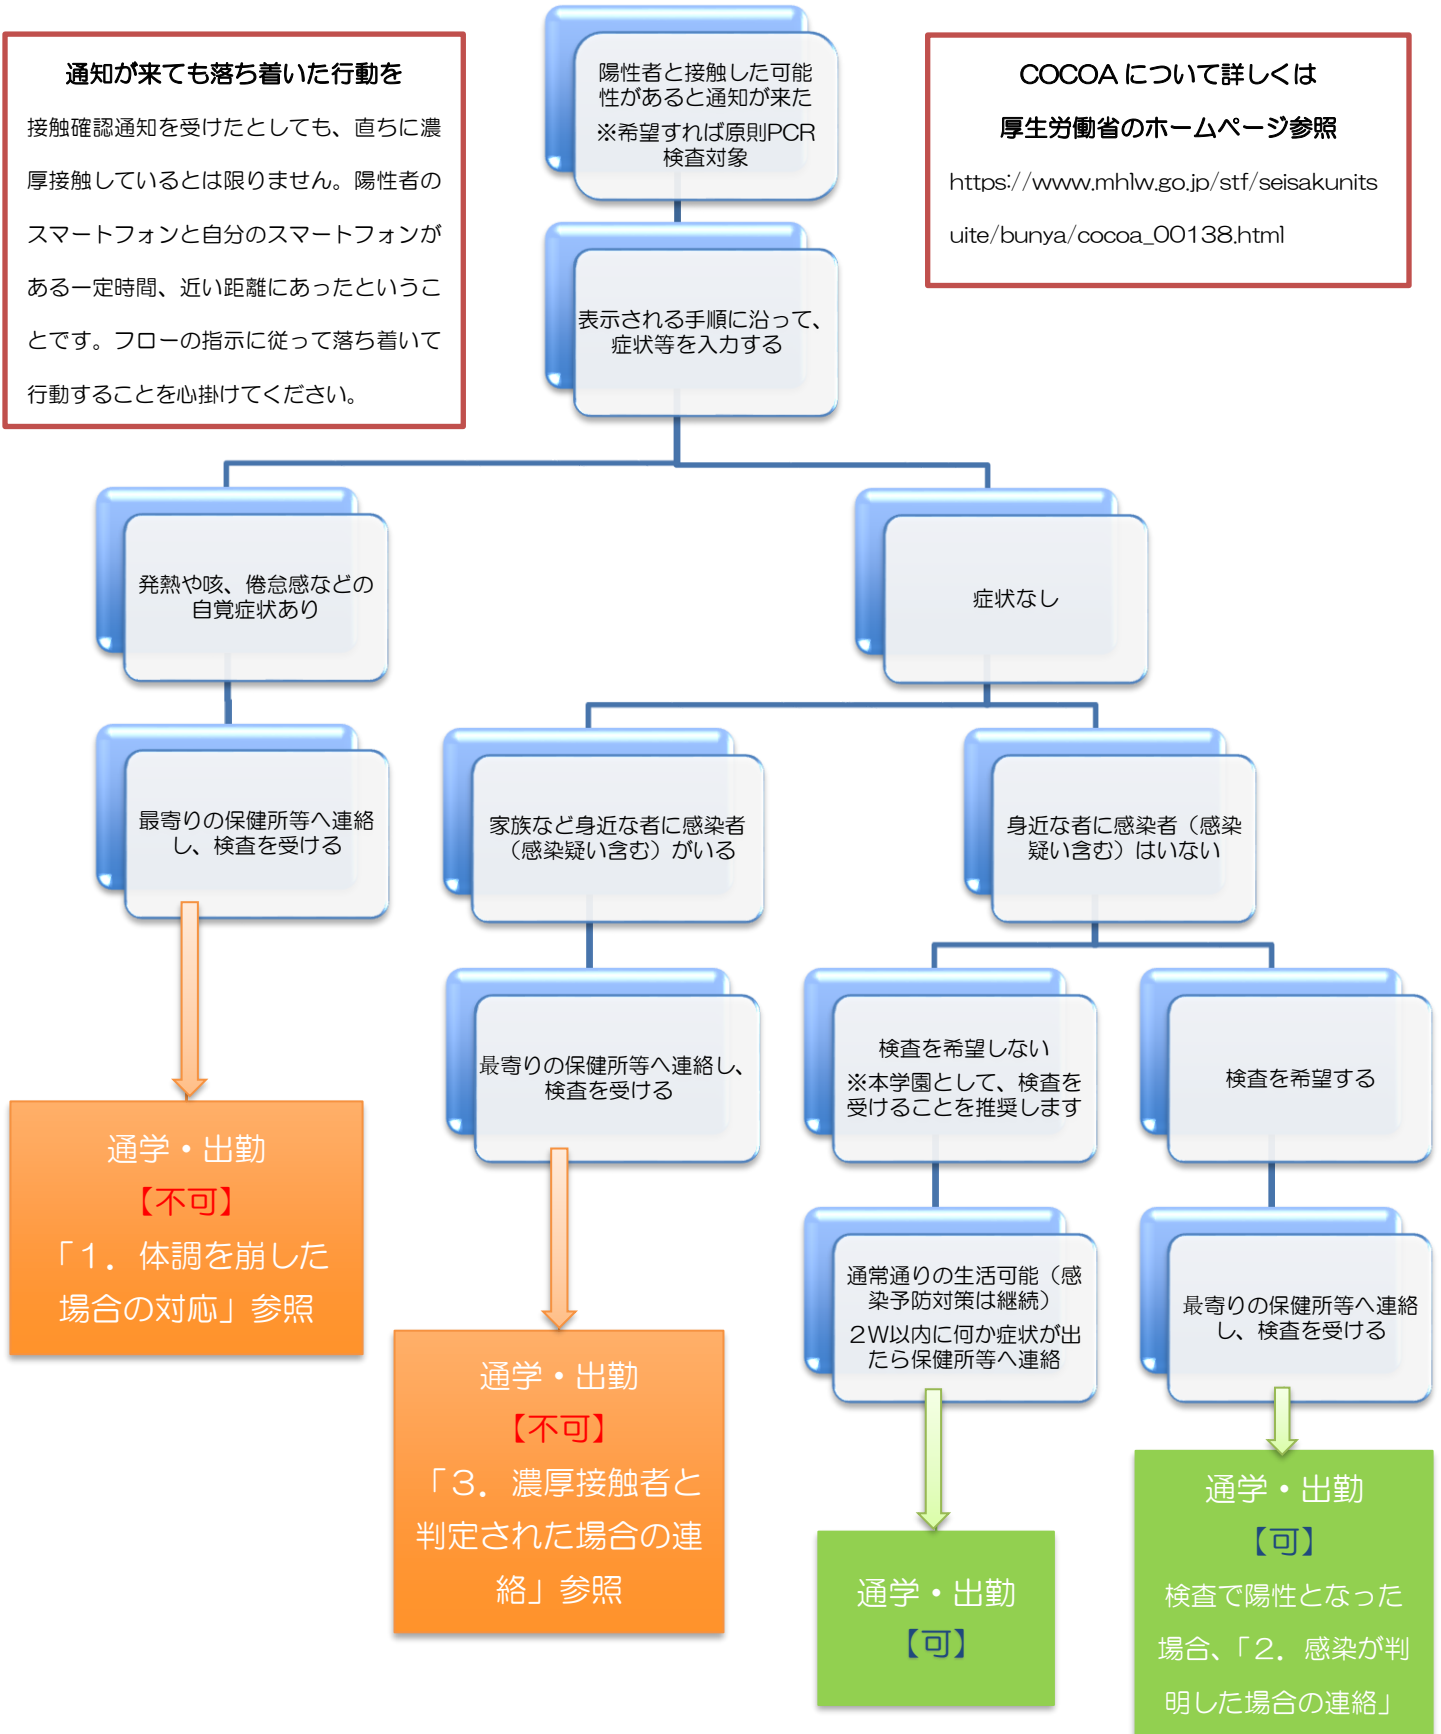 通知が来ても落ち着いた行動を
接触確認通知を受けたとしても、直ちに濃
厚接触しているとは限りません。陽性者の
スマートフォンと自分のスマートフォンが
ある一定時間、近い距離にあったというこ
とです。フローの指示に従って落ち着いて
行動することを心掛けてください。
陽性者と接触した可能
性があると通知が来た
※希望すれば原則PCR
検査対象
COCOA について詳しくは
厚生労働省のホームページ参照
https://www.mhlw.go.jp/stf/seisakunits
uite/bunya/cocoa_00138.html
表示される手順に沿って、
症状等を入力する
発熱や咳、倦怠感などの
自覚症状あり
症状なし
最寄りの保健所等へ連絡
し、検査を受ける
家族など身近な者に感染者
（感染疑い含む）がいる
身近な者に感染者（感染
疑い含む）はいない
最寄りの保健所等へ連絡し、
検査を受ける
検査を希望しない
※本学園として、検査を
受けることを推奨します
検査を希望する
通学・出勤
【不可】
「１．体調を崩した
場合の対応」参照
通常通りの生活可能（感
染予防対策は継続）
２W以内に何か症状が出
たら保健所等へ連絡
最寄りの保健所等へ連絡
し、検査を受ける
通学・出勤
【不可】
「３．濃厚接触者と
判定された場合の連
絡」参照
通学・出勤
【可】
通学・出勤
【可】
検査で陽性となった
場合、「２．感染が判
明した場合の連絡」